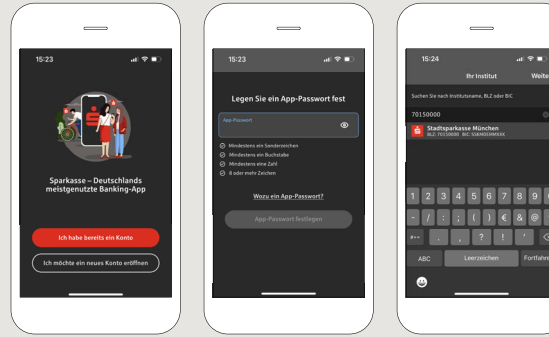 15:23
Sparkasse – Deutschlands
meistgenutzte Banking-App
Ich habe bereits ein Konto
Ich möchte ein neues Konto eröffnen
15:23
Legen Sie ein App-Passwort fest
App-Passwort
Mindestens ein Sonderzeichen
Mindestens ein Buchstabe
Mindestens eine Zahl
8 oder mehr Zeichen
Wozu ein App-Passwort?
App-Passwort festlegen
15:24
Ihr Institut
Suchen Sie nach Institutsname, BLZ oder BIC
70150000
Stadtsparkasse München
BLZ: 70150000 BIC: SSKMDEMMXXX
1 2 3 4 5 6 7 8 9
- / : ; ( ) € & @
#+= . , ? ! '
ABC Leerzeichen